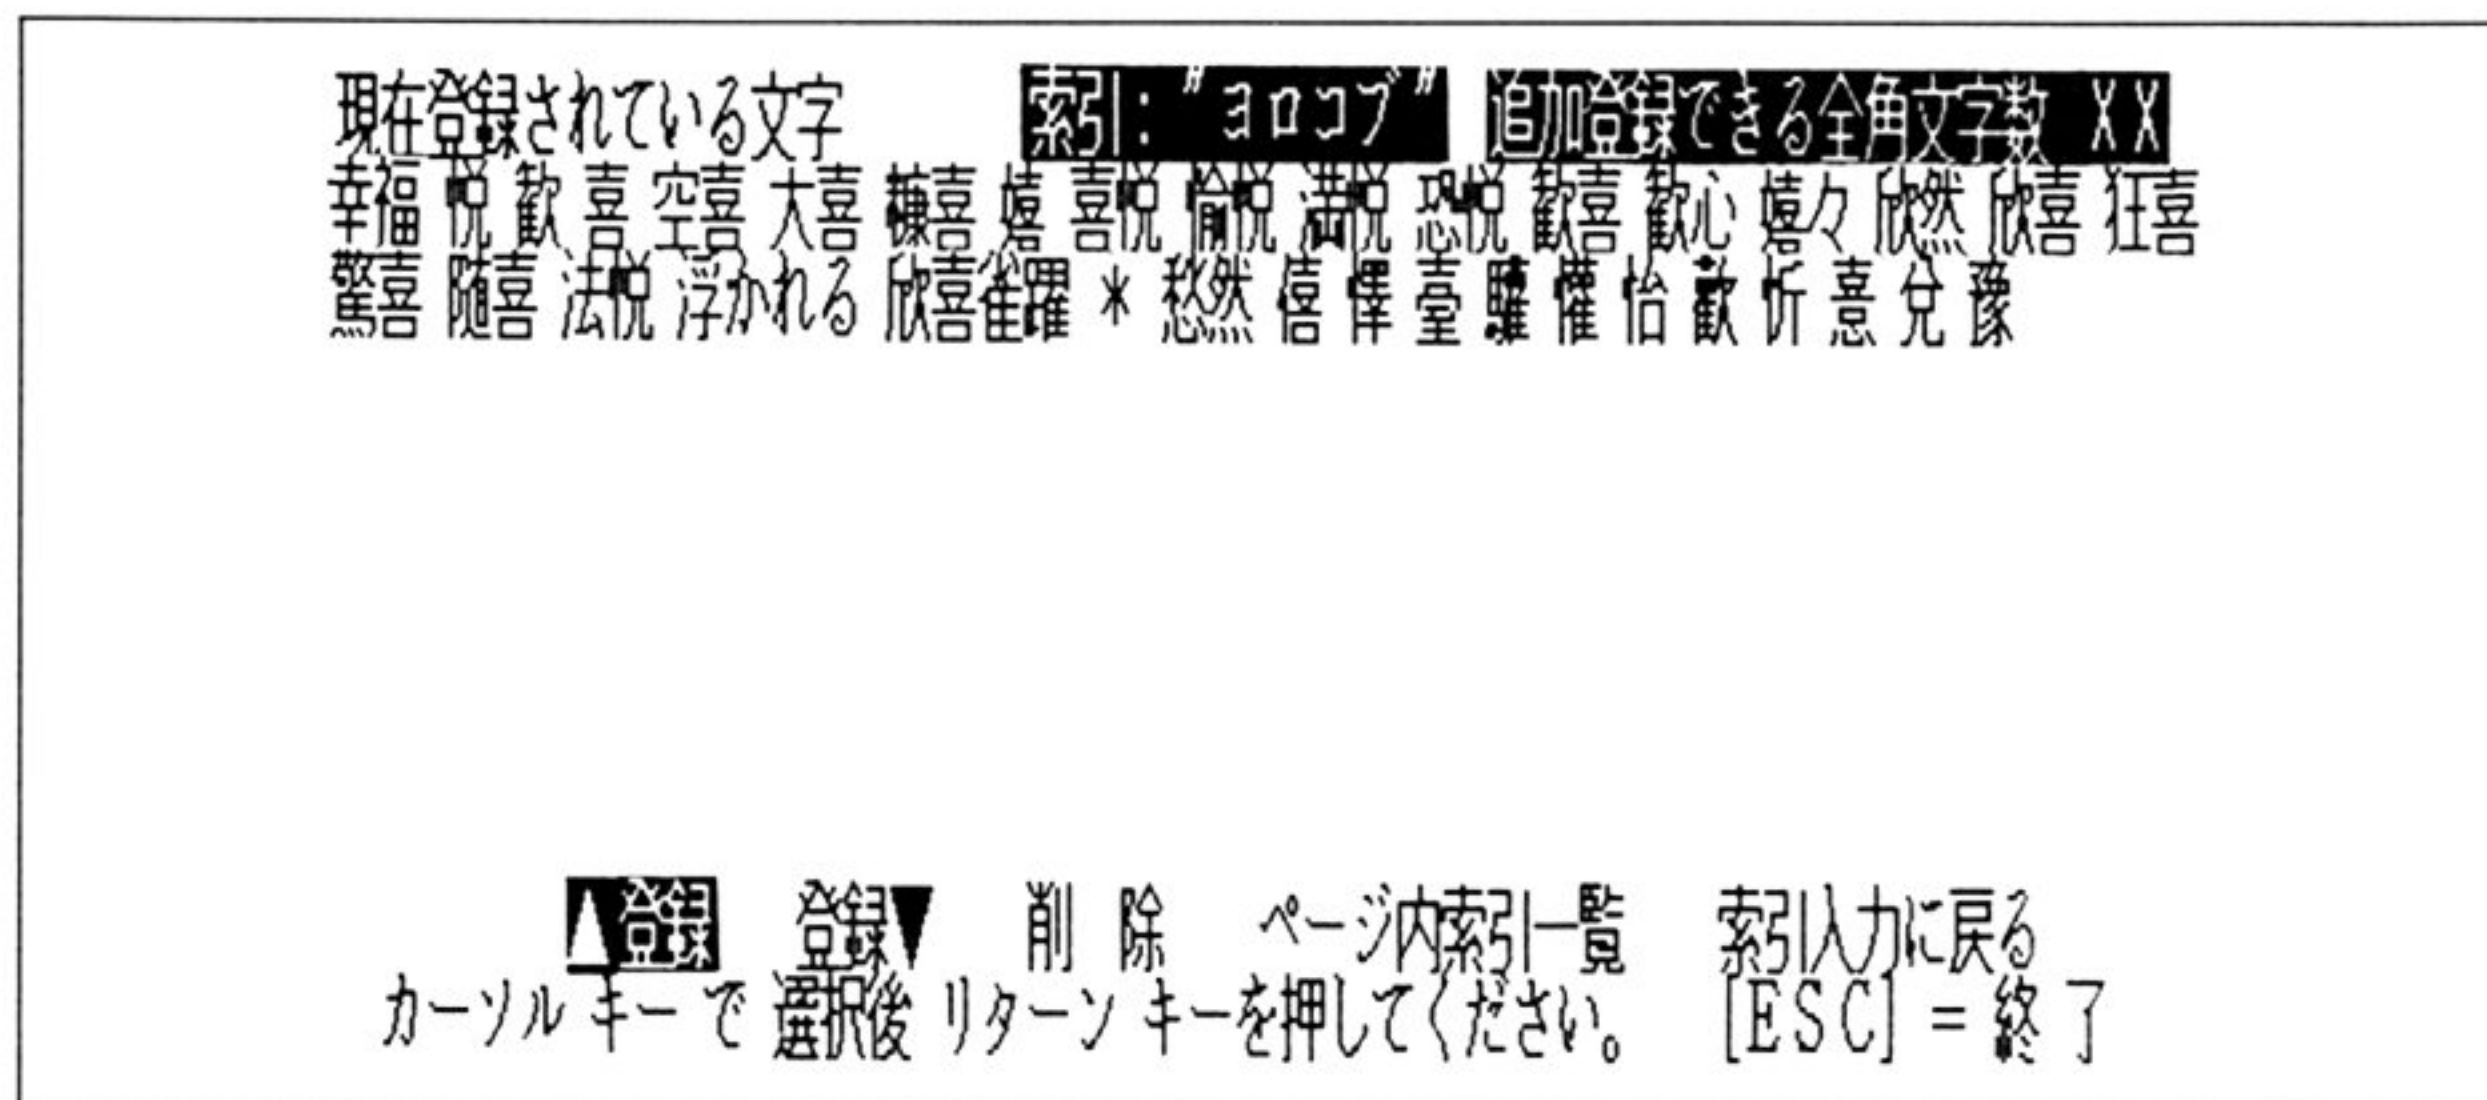 現在登録されている文字 索引:"ヨロコブ" 追加登録できる全角文字数 XX
幸福 悦 歓 喜 空喜 大喜 糠喜 嬉 喜悦 愉悦 満悦 恐悦 歓喜 歓心 嬉々 欣然 欣喜 狂喜
驚喜 随喜 法悦 浮かれる 欣喜雀躍 * 愁然 僖 懌 驩 懽 怡 歡 忻 憙 兌 豫
△登録 登録▼ 削 除 ページ内索引一覧 索引入力に戻る
カーソル キー で 選択後 リターン キーを押してください。 [ESC] = 終 了